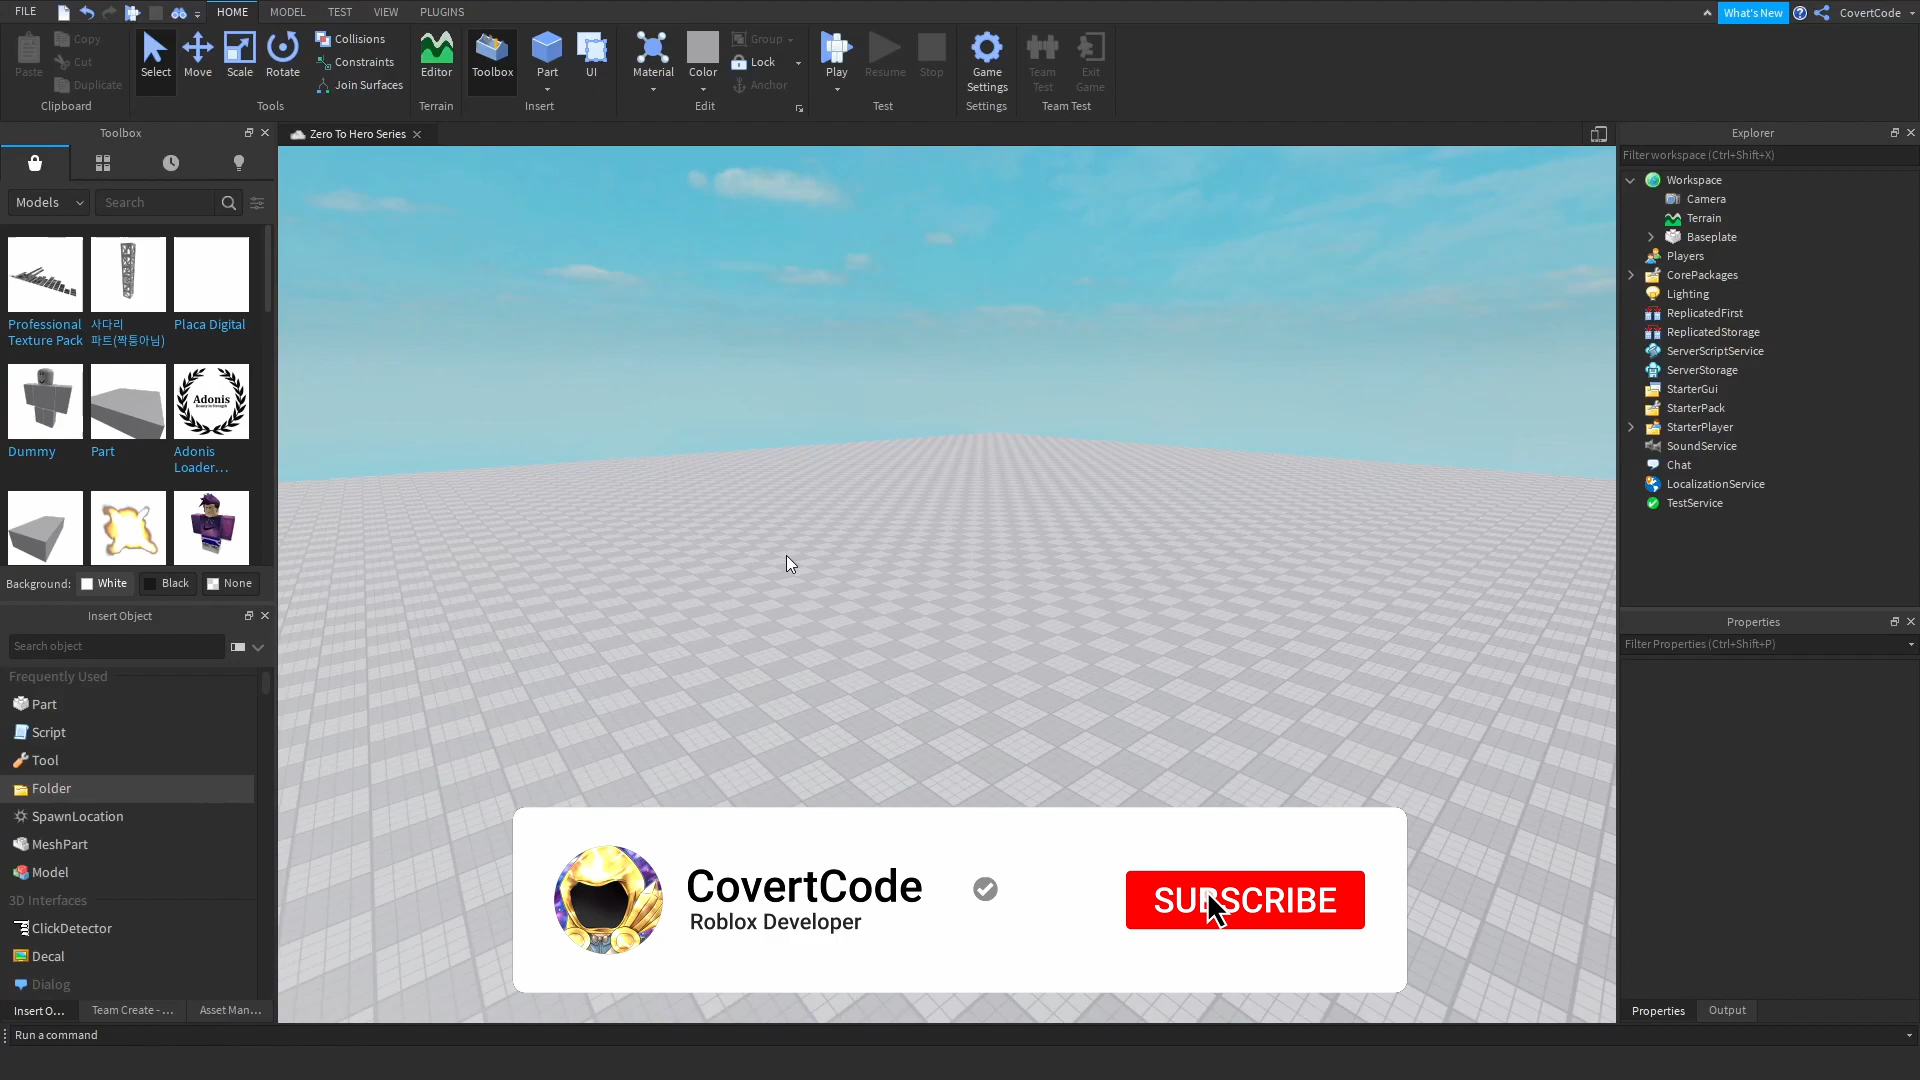 FILE HOME MODEL TEST VIEW PLUGINS What's New CovertCode
Paste Copy Cut Duplicate Clipboard
Select Move Scale Rotate Collisions Constraints Join Surfaces Tools
Editor Terrain
Toolbox Part UI Insert
Material Color Group Lock Anchor Edit
Play Resume Stop Test
Game Settings Settings
Team Test Exit Game Team Test
Toolbox
Models Search
Professional Texture Pack
사다리 파트(짝퉁아님)
Placa Digital
Dummy
Part
Adonis
Adonis Loader...
Background: White Black None
Insert Object
Search object
Frequently Used
Part
Script
Tool
Folder
SpawnLocation
MeshPart
Model
3D Interfaces
ClickDetector
Decal
Dialog
Insert O... Team Create - ... Asset Man...
Run a command
Zero To Hero Series
CovertCode
Roblox Developer
SUBSCRIBE
Explorer
Filter workspace (Ctrl+Shift+X)
Workspace
Camera
Terrain
Baseplate
Players
CorePackages
Lighting
ReplicatedFirst
ReplicatedStorage
ServerScriptService
ServerStorage
StarterGui
StarterPack
StarterPlayer
SoundService
Chat
LocalizationService
TestService
Properties
Filter Properties (Ctrl+Shift+P)
Properties Output